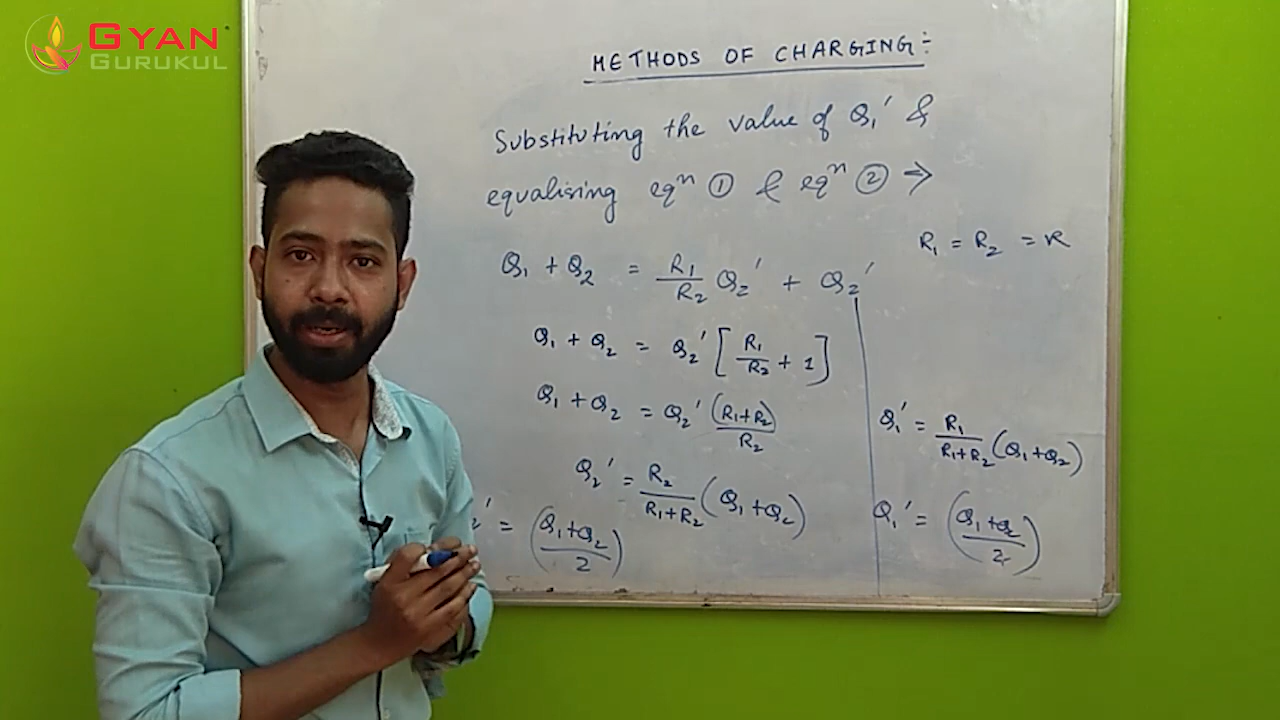 GYAN
GURUKUL
METHODS OF CHARGING :-
Substituting the value of Q₁' &
equalising eqⁿ ① & eqⁿ ② →
R₁ = R₂ = R
Q₁ + Q₂ = R₁/R₂ Q₂' + Q₂'
Q₁ + Q₂ = Q₂' [R₁/R₂ + 1]
Q₁ + Q₂ = Q₂' (R₁+R₂)/R₂
Q₂' = R₂/(R₁+R₂) (Q₁+Q₂)
₂' = (Q₁+Q₂/2)
Q₁' = R₁/(R₁+R₂) (Q₁+Q₂)
Q₁' = (Q₁+Q₂/2)